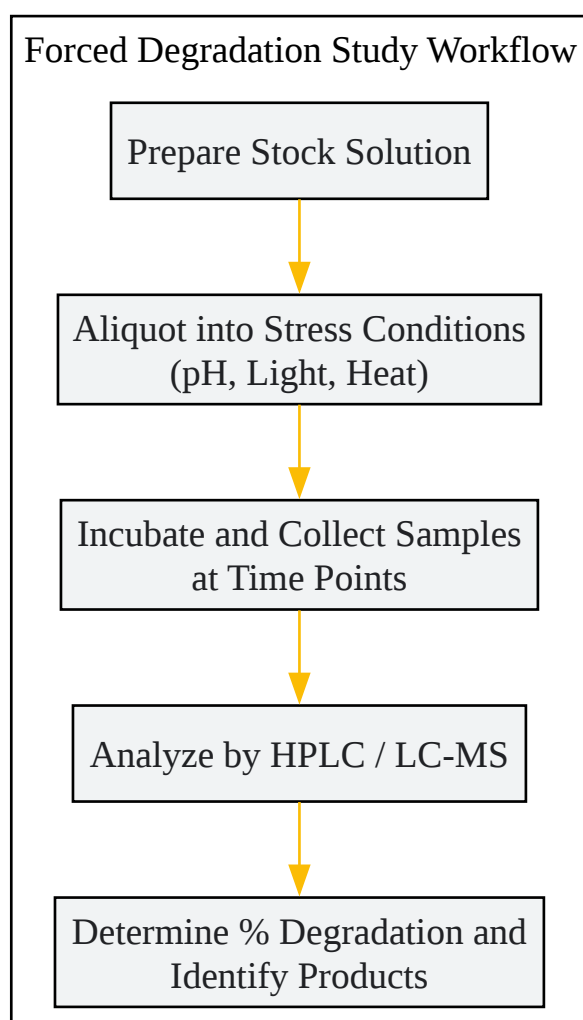 Forced Degradation Study Workflow
Prepare Stock Solution
Aliquot into Stress Conditions
(pH, Light, Heat)
Incubate and Collect Samples
at Time Points
Analyze by HPLC / LC-MS
Determine % Degradation and
Identify Products